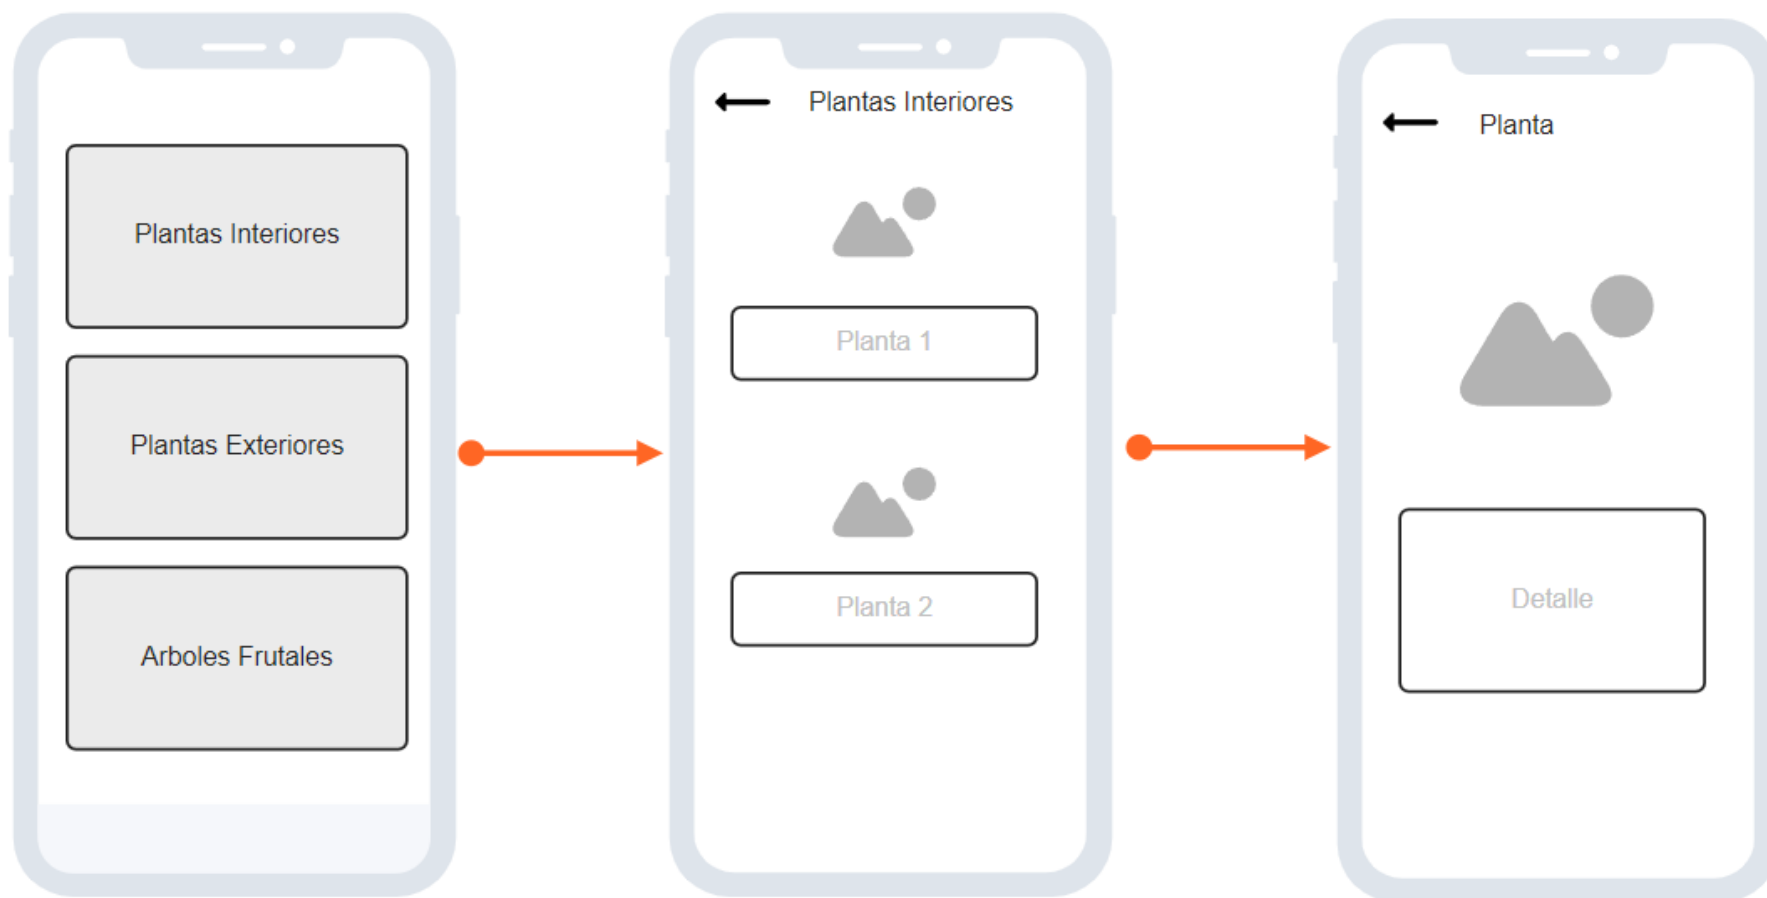 Plantas Interiores
Plantas Exteriores
Arboles Frutales
Plantas Interiores
Planta 1
Planta 2
Planta
Detalle